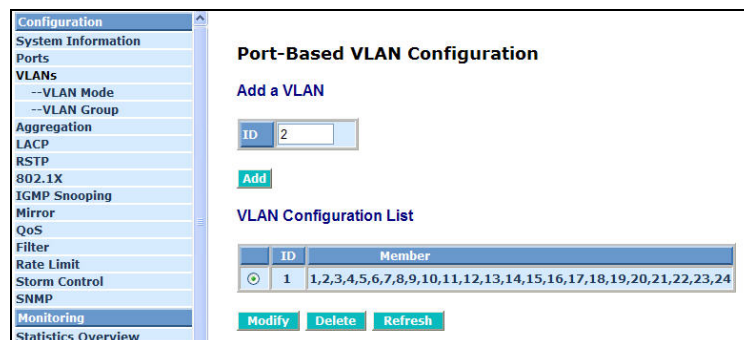 Configuration
System Information
Ports
VLANs
--VLAN Mode
--VLAN Group
Aggregation
LACP
RSTP
802.1X
IGMP Snooping
Mirror
QoS
Filter
Rate Limit
Storm Control
SNMP
Monitoring
Statistics Overview
Port-Based VLAN Configuration
Add a VLAN
ID 2
Add
VLAN Configuration List
ID Member
1 1,2,3,4,5,6,7,8,9,10,11,12,13,14,15,16,17,18,19,20,21,22,23,24
Modify Delete Refresh